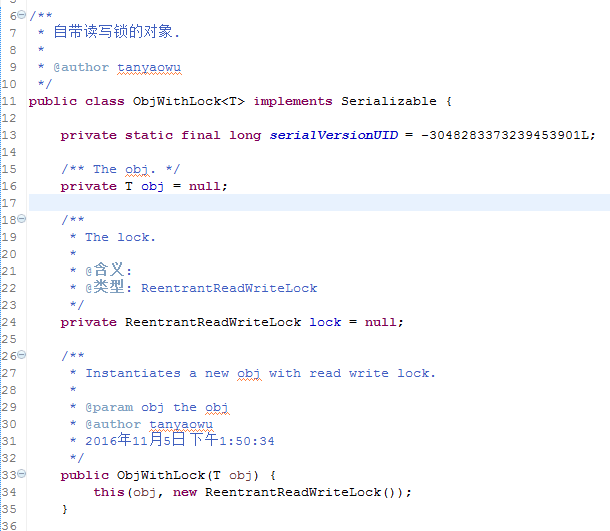 6 /**
7  * 自带读写锁的对象.
8  *
9  * @author tanyaowu
10  */
11 public class ObjWithLock<T> implements Serializable {
12
13     private static final long serialVersionUID = -3048283373239453901L;
14
15     /** The obj. */
16     private T obj = null;
17
18     /**
19      * The lock.
20      *
21      * @含义:
22      * @类型: ReentrantReadWriteLock
23      */
24     private ReentrantReadWriteLock lock = null;
25
26     /**
27      * Instantiates a new obj with read write lock.
28      *
29      * @param obj the obj
30      * @author tanyaowu
31      * 2016年11月5日 下午1:50:34
32      */
33     public ObjWithLock(T obj) {
34         this(obj, new ReentrantReadWriteLock());
35     }
36